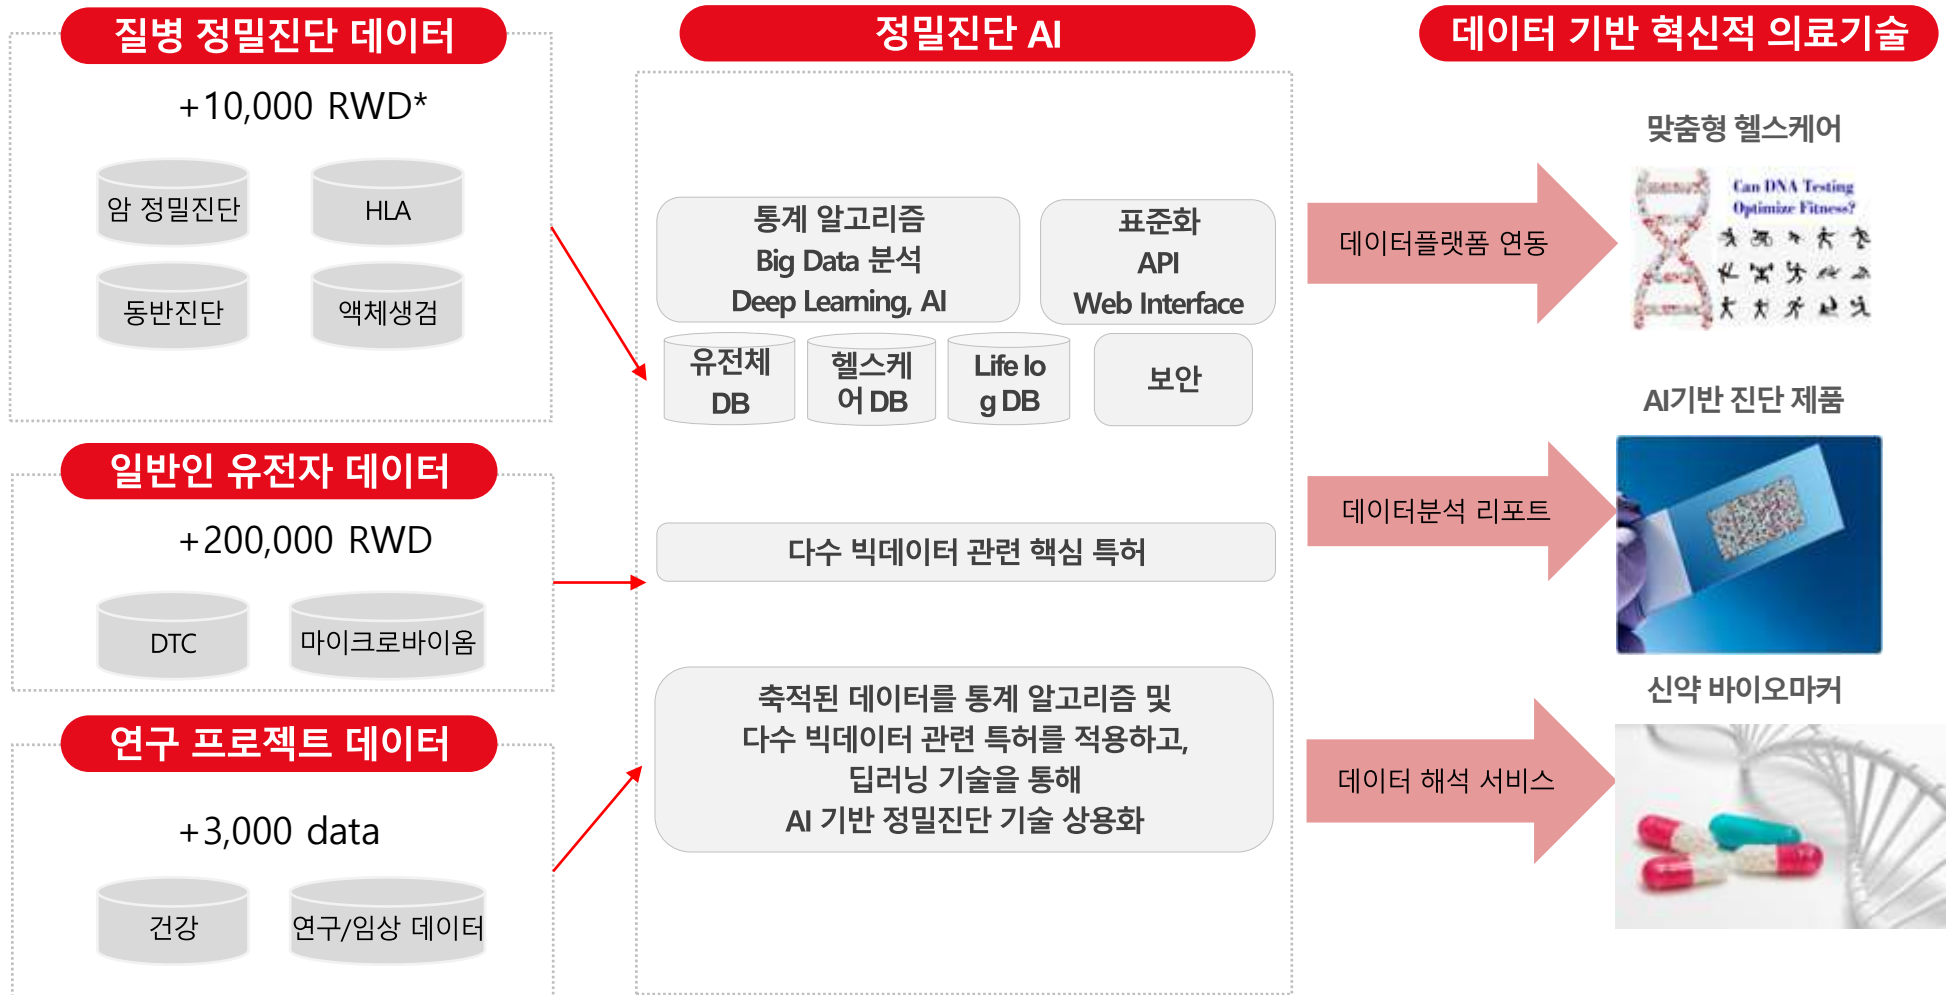 질병 정밀진단 데이터
+10,000 RWD*
암 정밀진단
HLA
동반진단
액체생검
일반인 유전자 데이터
+200,000 RWD
DTC
마이크로바이옴
연구 프로젝트 데이터
+3,000 data
건강
연구/임상 데이터
정밀진단 AI
통계 알고리즘
Big Data 분석
Deep Learning, AI
표준화
API
Web Interface
유전체
DB
헬스케
어 DB
Life lo
g DB
보안
다수 빅데이터 관련 핵심 특허
축적된 데이터를 통계 알고리즘 및
다수 빅데이터 관련 특허를 적용하고,
딥러닝 기술을 통해
AI 기반 정밀진단 기술 상용화
데이터플랫폼 연동
데이터분석 리포트
데이터 해석 서비스
데이터 기반 혁신적 의료기술
맞춤형 헬스케어
Can DNA Testing
Optimize Fitness?
AI기반 진단 제품
신약 바이오마커